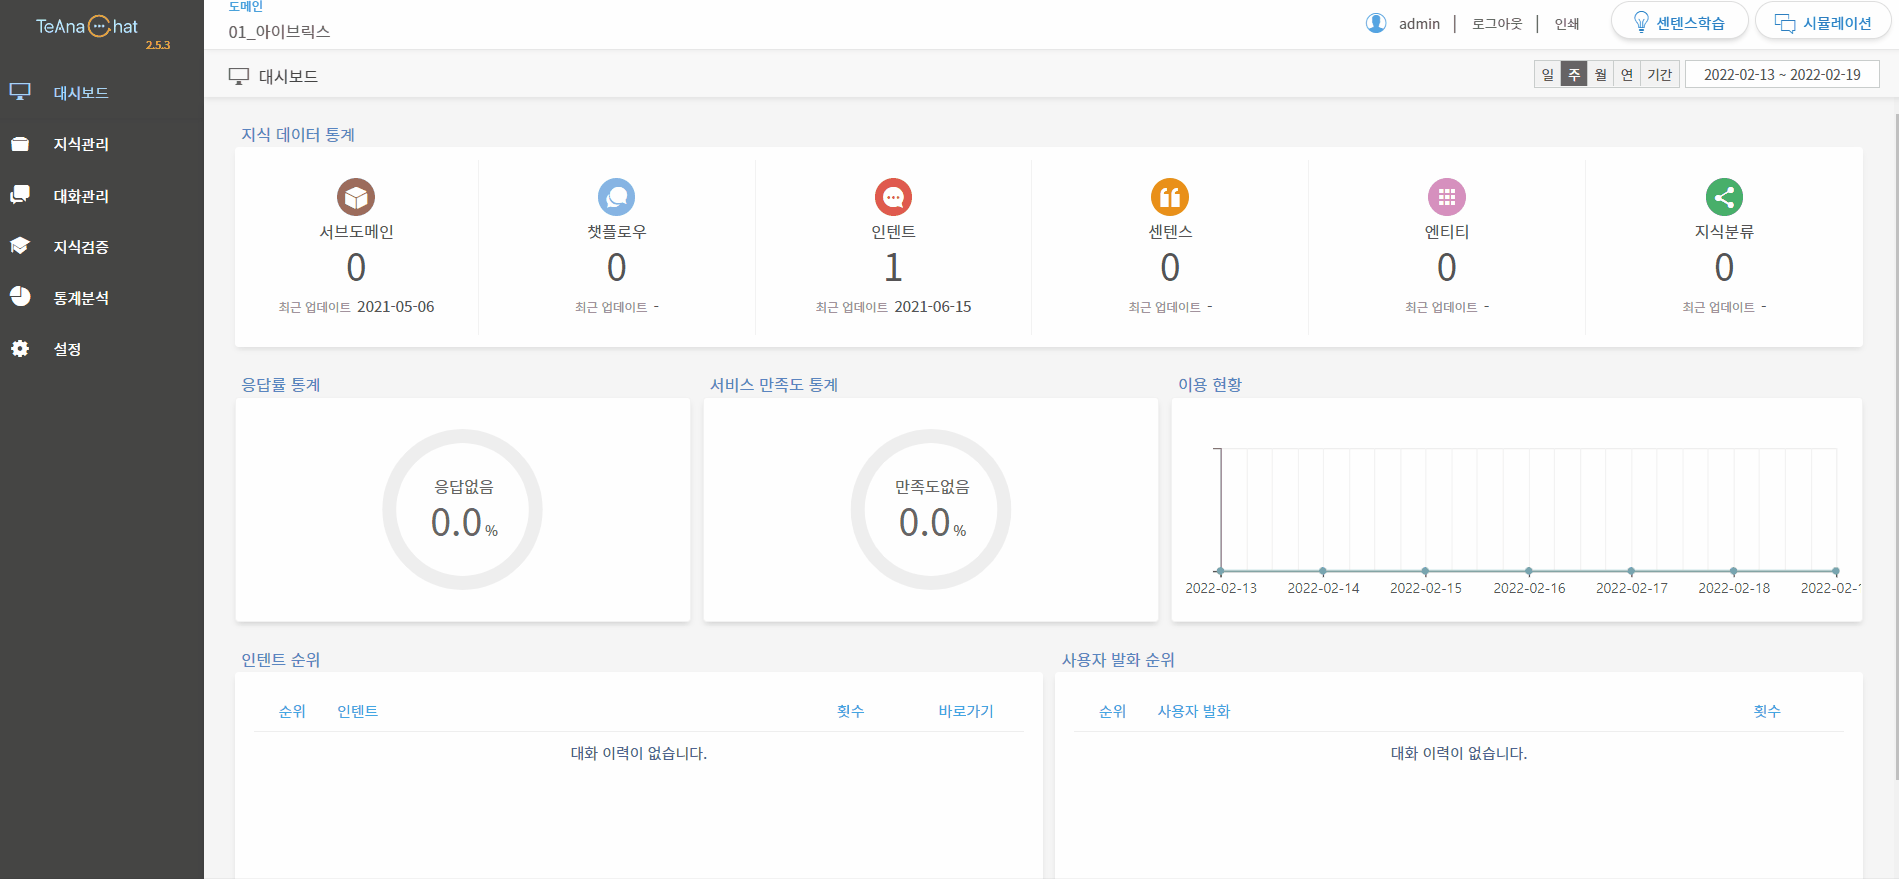 TeAna Chat
2.5.3
대시보드
지식관리
대화관리
지식검증
통계분석
설정
도메인
01_아이브릭스
admin | 로그아웃 | 인쇄
센텐스학습
시뮬레이션
대시보드
일 주 월 연 기간
2022-02-13 ~ 2022-02-19
지식 데이터 통계
서브도메인
0
최근 업데이트 2021-05-06
챗플로우
0
최근 업데이트 -
인텐트
1
최근 업데이트 2021-06-15
센텐스
0
최근 업데이트 -
엔티티
0
최근 업데이트 -
지식분류
0
최근 업데이트 -
응답률 통계
응답없음
0.0 %
서비스 만족도 통계
만족도없음
0.0 %
이용 현황
2022-02-13 2022-02-14 2022-02-15 2022-02-16 2022-02-17 2022-02-18 2022-02-1
인텐트 순위
순위 인텐트 횟수 바로가기
대화 이력이 없습니다.
사용자 발화 순위
순위 사용자 발화 횟수
대화 이력이 없습니다.